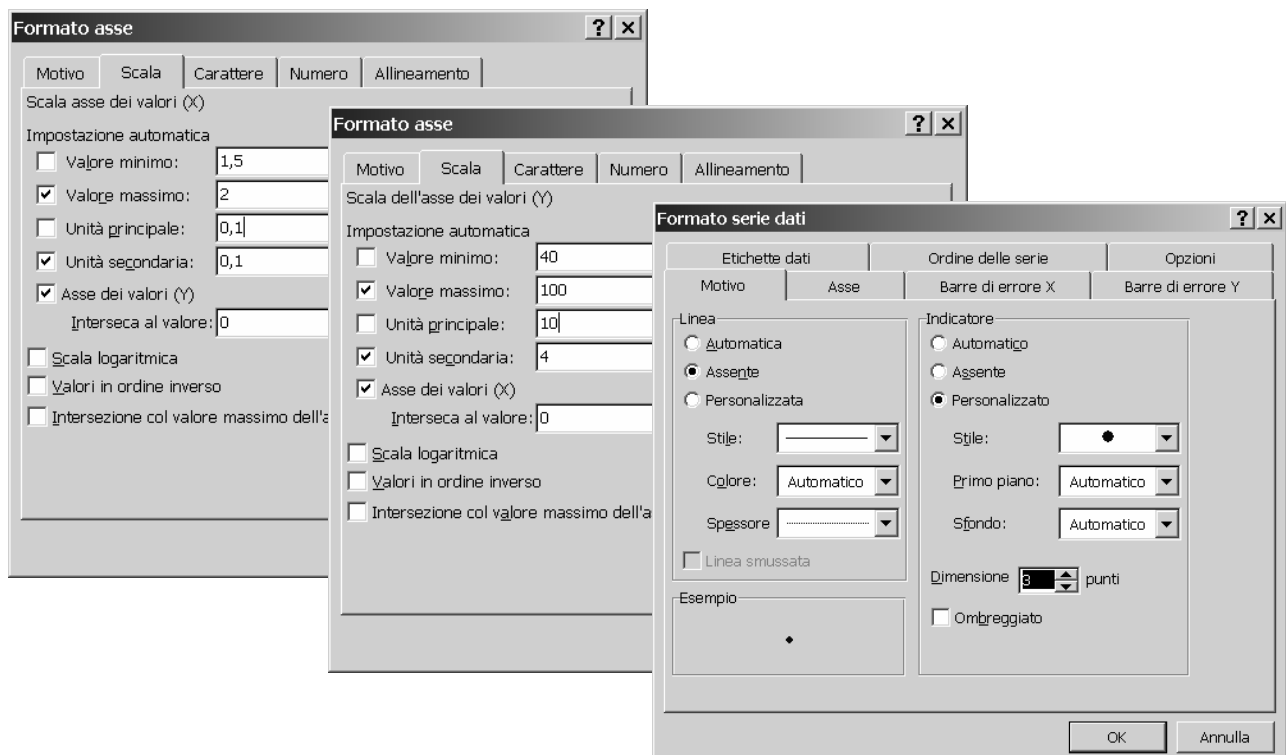 Formato asse
Motivo Scala Carattere Numero Allineamento
Scala asse dei valori (X)
Impostazione automatica
Valore minimo: 1,5
Valore massimo: 2
Unità principale: 0,1
Unità secondaria: 0,1
Asse dei valori (Y)
Interseca al valore: 0
Scala logaritmica
Valori in ordine inverso
Intersezione col valore massimo dell'a
Formato asse
Motivo Scala Carattere Numero Allineamento
Scala dell'asse dei valori (Y)
Impostazione automatica
Valore minimo: 40
Valore massimo: 100
Unità principale: 10
Unità secondaria: 4
Asse dei valori (X)
Interseca al valore: 0
Scala logaritmica
Valori in ordine inverso
Intersezione col valore massimo dell'a
Formato serie dati
Etichette dati Ordine delle serie Opzioni
Motivo Asse Barre di errore X Barre di errore Y
Linea
Automatica
Assente
Personalizzata
Stile:
Colore: Automatico
Spessore
Linea smussata
Esempio
Indicatore
Automatico
Assente
Personalizzato
Stile:
Primo piano: Automatico
Sfondo: Automatico
Dimensione 3 punti
Ombreggiato
OK Annulla